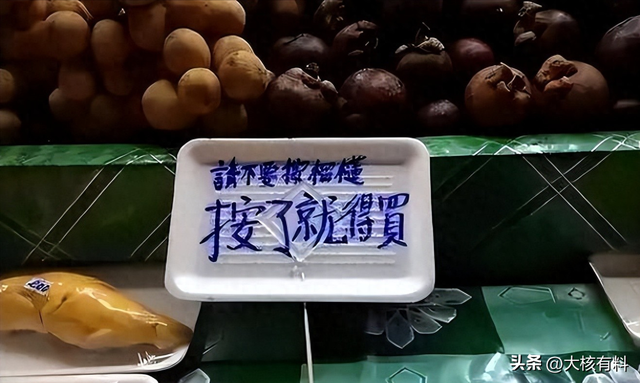 請不要按榴槤
按了就得買
头条 @大核有料